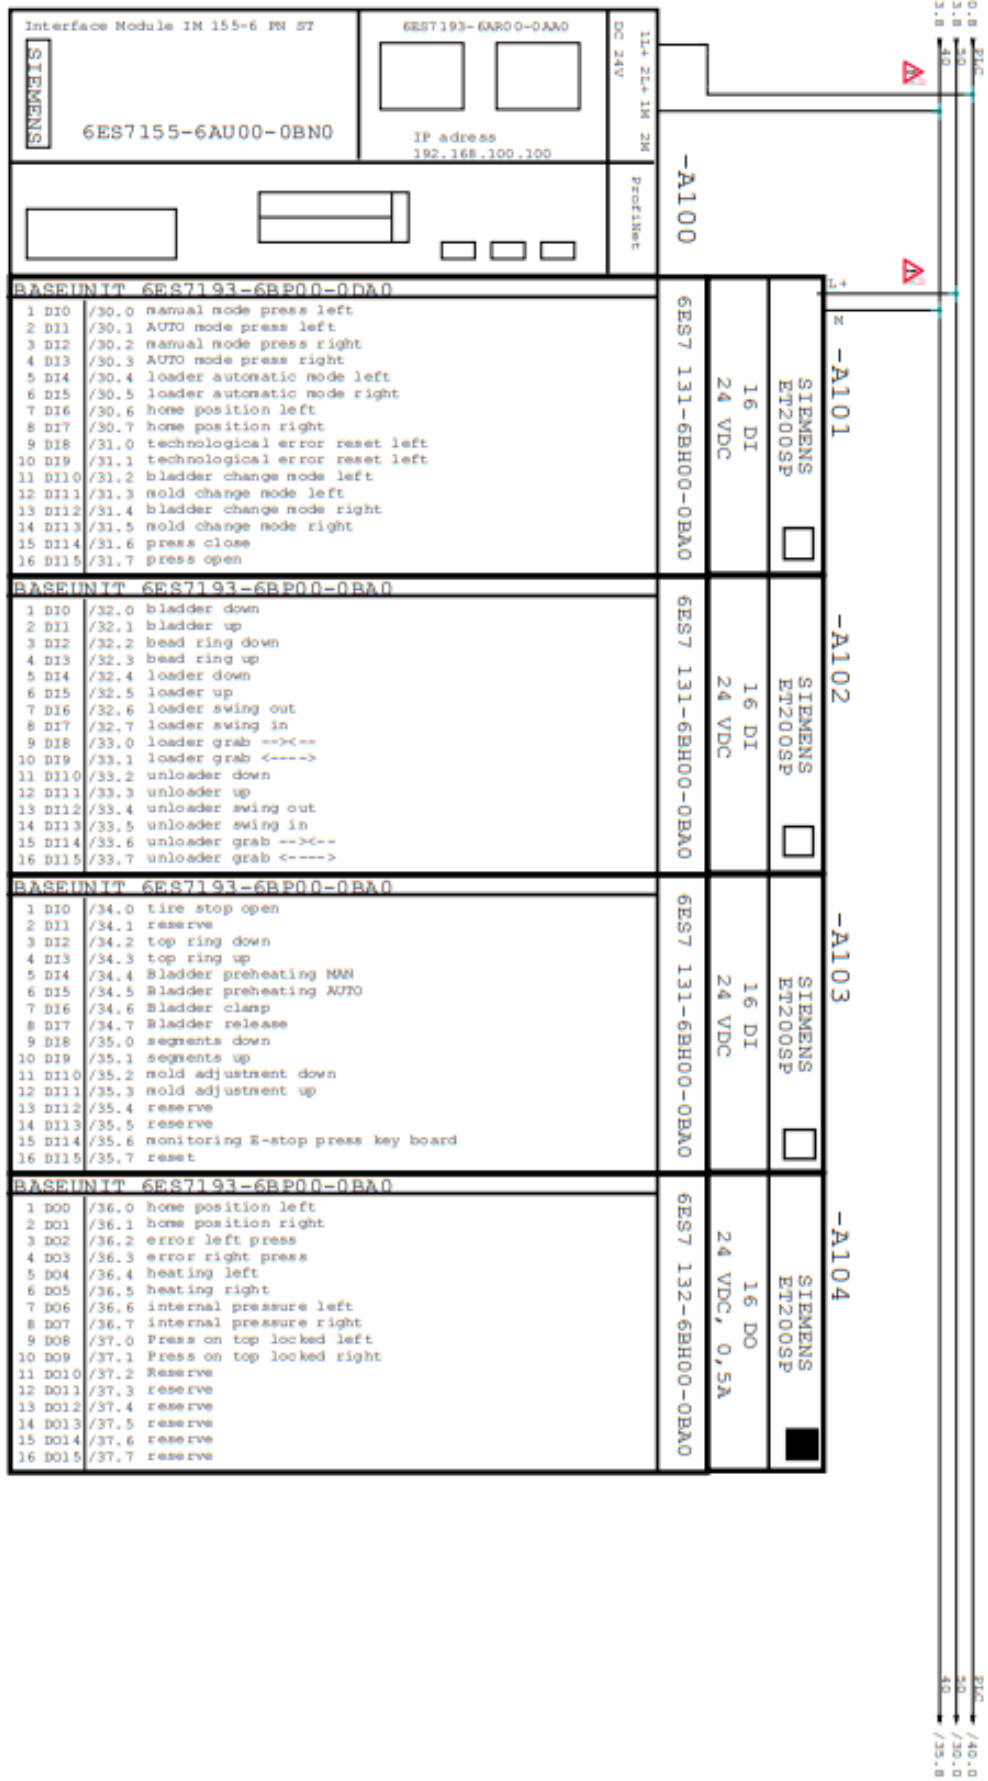 Interface Module IM 155-6 PN ST
SIEMENS
6ES7155-6AU00-0BN0
6ES7193-6AR00-0AA0
IP adress
192.168.100.100
DC 24V
1L+ 2L+ 1M 2M
ProfiNet
-A100
BASEUNIT 6ES7193-6BP00-0DA0
1 DI0 /30.0 manual mode press left
2 DI1 /30.1 AUTO mode press left
3 DI2 /30.2 manual mode press right
4 DI3 /30.3 AUTO mode press right
5 DI4 /30.4 loader automatic mode left
6 DI5 /30.5 loader automatic mode right
7 DI6 /30.6 home position left
8 DI7 /30.7 home position right
9 DI8 /31.0 technological error reset left
10 DI9 /31.1 technological error reset left
11 DI10 /31.2 bladder change mode left
12 DI11 /31.3 mold change mode left
13 DI12 /31.4 bladder change mode right
14 DI13 /31.5 mold change mode right
15 DI14 /31.6 press close
16 DI15 /31.7 press open
6ES7 131-6BH00-0BA0
16 DI
24 VDC
SIEMENS
ET200SP
L+
M
-A101
BASEUNIT 6ES7193-6BP00-0BA0
1 DI0 /32.0 bladder down
2 DI1 /32.1 bladder up
3 DI2 /32.2 bead ring down
4 DI3 /32.3 bead ring up
5 DI4 /32.4 loader down
6 DI5 /32.5 loader up
7 DI6 /32.6 loader swing out
8 DI7 /32.7 loader swing in
9 DI8 /33.0 loader grab --><--
10 DI9 /33.1 loader grab <---->
11 DI10 /33.2 unloader down
12 DI11 /33.3 unloader up
13 DI12 /33.4 unloader swing out
14 DI13 /33.5 unloader swing in
15 DI14 /33.6 unloader grab --><--
16 DI15 /33.7 unloader grab <---->
6ES7 131-6BH00-0BA0
16 DI
24 VDC
SIEMENS
ET200SP
-A102
BASEUNIT 6ES7193-6BP00-0BA0
1 DI0 /34.0 tire stop open
2 DI1 /34.1 reserve
3 DI2 /34.2 top ring down
4 DI3 /34.3 top ring up
5 DI4 /34.4 Bladder preheating MAN
6 DI5 /34.5 Bladder preheating AUTO
7 DI6 /34.6 Bladder clamp
8 DI7 /34.7 Bladder release
9 DI8 /35.0 segments down
10 DI9 /35.1 segments up
11 DI10 /35.2 mold adjustment down
12 DI11 /35.3 mold adjustment up
13 DI12 /35.4 reserve
14 DI13 /35.5 reserve
15 DI14 /35.6 monitoring E-stop press key board
16 DI15 /35.7 reset
6ES7 131-6BH00-0BA0
16 DI
24 VDC
SIEMENS
ET200SP
-A103
BASEUNIT 6ES7193-6BP00-0BA0
1 DO0 /36.0 home position left
2 DO1 /36.1 home position right
3 DO2 /36.2 error left press
4 DO3 /36.3 error right press
5 DO4 /36.4 heating left
6 DO5 /36.5 heating right
7 DO6 /36.6 internal pressure left
8 DO7 /36.7 internal pressure right
9 DO8 /37.0 Press on top locked left
10 DO9 /37.1 Press on top locked right
11 DO10 /37.2 Reserve
12 DO11 /37.3 reserve
13 DO12 /37.4 reserve
14 DO13 /37.5 reserve
15 DO14 /37.6 reserve
16 DO15 /37.7 reserve
6ES7 132-6BH00-0BA0
16 DO
24 VDC, 0,5A
SIEMENS
ET200SP
-A104
PLC
50
40
PLC
50
40
/40.0
/30.0
/35.8